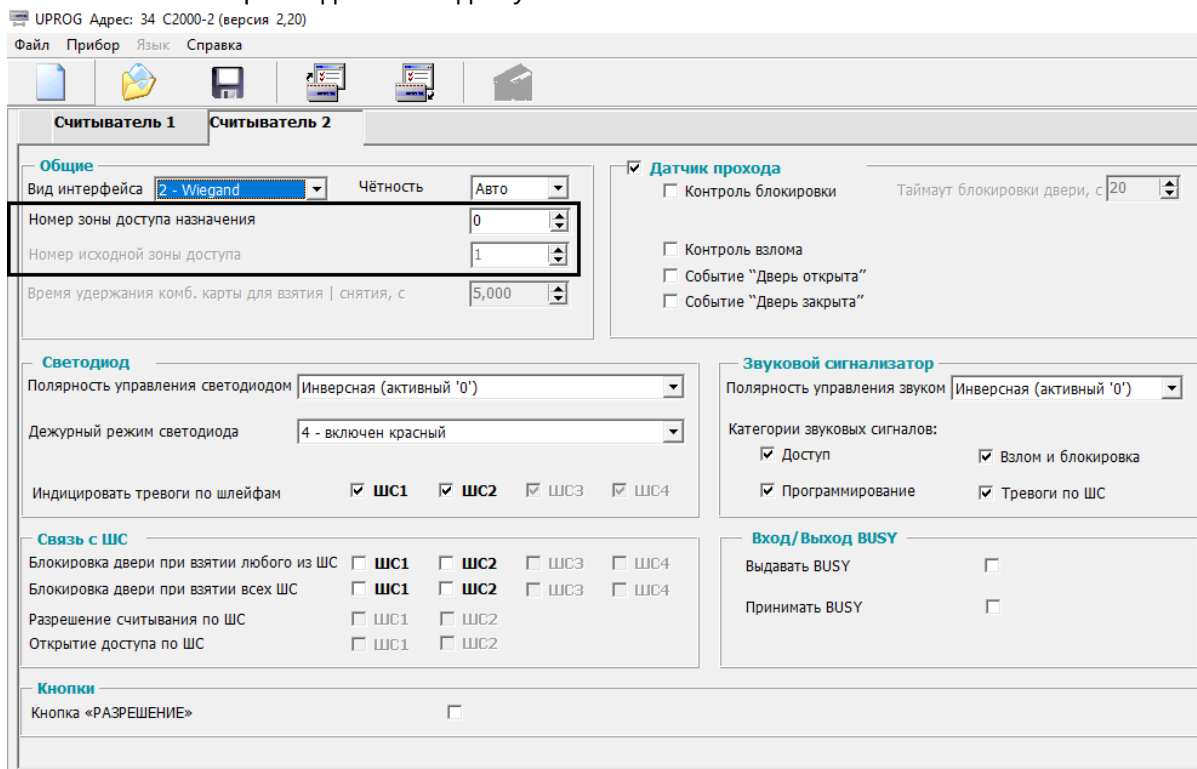 UPROG Адрес: 34 С2000-2 (версия 2,20)
Файл Прибор Язык Справка
Считыватель 1 Считыватель 2
Общие
Вид интерфейса 2 - Wiegand Чётность Авто
Номер зоны доступа назначения 0
Номер исходной зоны доступа 1
Время удержания комб. карты для взятия | снятия, с 5,000
Датчик прохода
Контроль блокировки Таймаут блокировки двери, с 20
Контроль взлома
Событие “Дверь открыта”
Событие “Дверь закрыта”
Светодиод
Полярность управления светодиодом Инверсная (активный '0')
Дежурный режим светодиода 4 - включен красный
Индицировать тревоги по шлейфам ШС1 ШС2 ШС3 ШС4
Звуковой сигнализатор
Полярность управления звуком Инверсная (активный '0')
Категории звуковых сигналов:
Доступ Взлом и блокировка
Программирование Тревоги по ШС
Связь с ШС
Блокировка двери при взятии любого из ШС ШС1 ШС2 ШС3 ШС4
Блокировка двери при взятии всех ШС ШС1 ШС2 ШС3 ШС4
Разрешение считывания по ШС ШС1 ШС2
Открытие доступа по ШС ШС1 ШС2
Вход/Выход BUSY
Выдавать BUSY
Принимать BUSY
Кнопки
Кнопка «РАЗРЕШЕНИЕ»